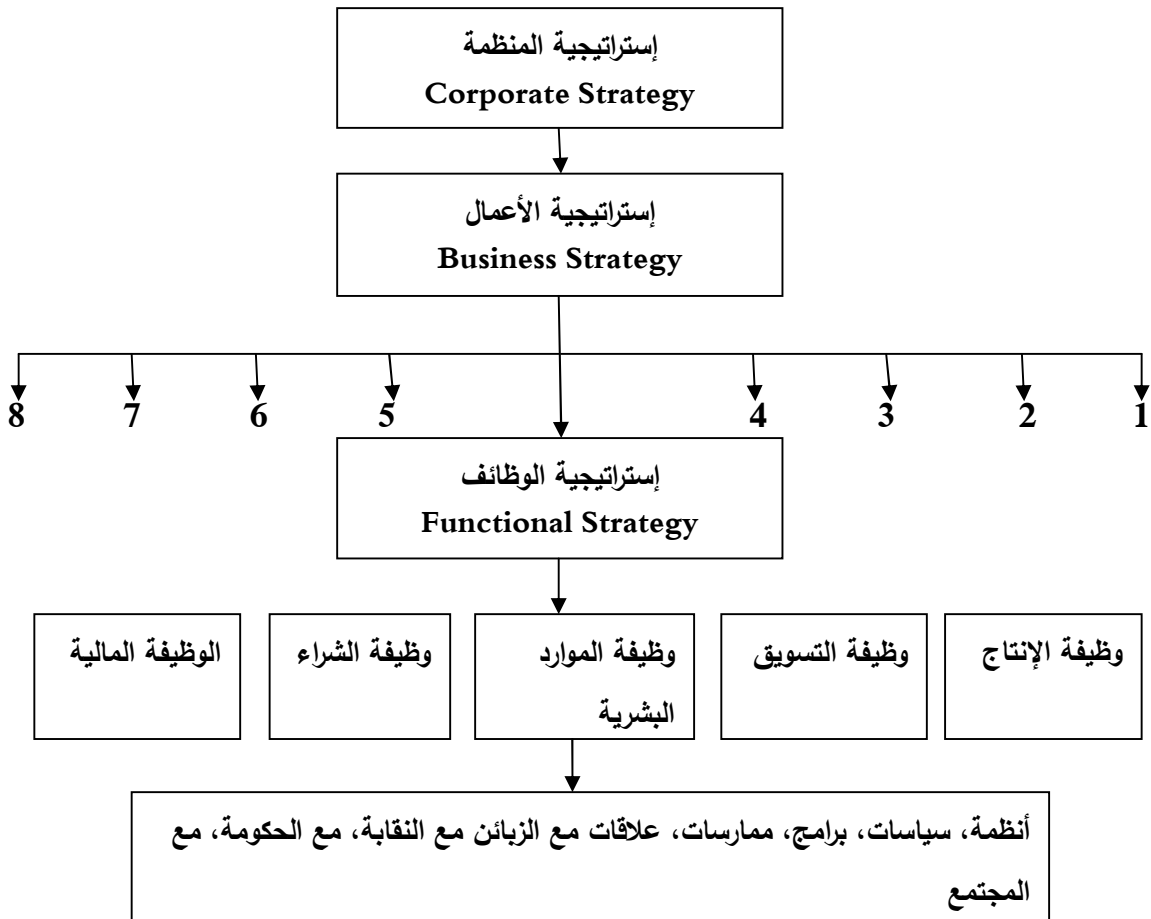 إستراتيجية المنظمة
Corporate Strategy
إستراتيجية الأعمال
Business Strategy
1
2
3
4
5
6
7
8
إستراتيجية الوظائف
Functional Strategy
وظيفة الإنتاج
وظيفة التسويق
وظيفة الموارد
البشرية
وظيفة الشراء
الوظيفة المالية
أنظمة، سياسات، برامج، ممارسات، علاقات مع الزبائن مع النقابة، مع الحكومة، مع
المجتمع